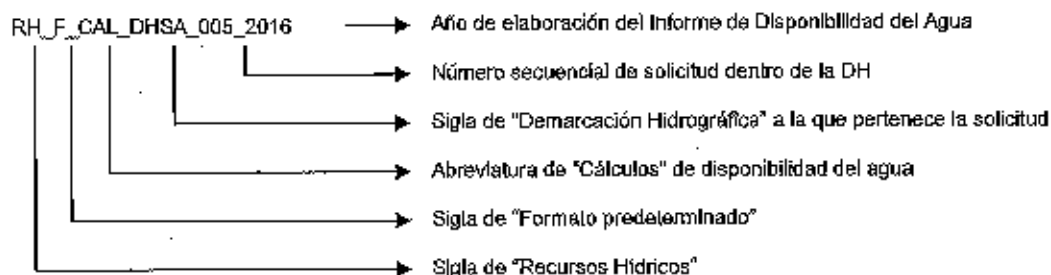 RH_F_CAL_DHSA_005_2016
Año de elaboración del Informe de Disponibilidad del Agua
Número secuencial de solicitud dentro de la DH
Sigla de "Demarcación Hidrográfica" a la que pertenece la solicitud
Abreviatura de "Cálculos" de disponibilidad del agua
Sigla de "Formato predeterminado"
Sigla de "Recursos Hídricos"